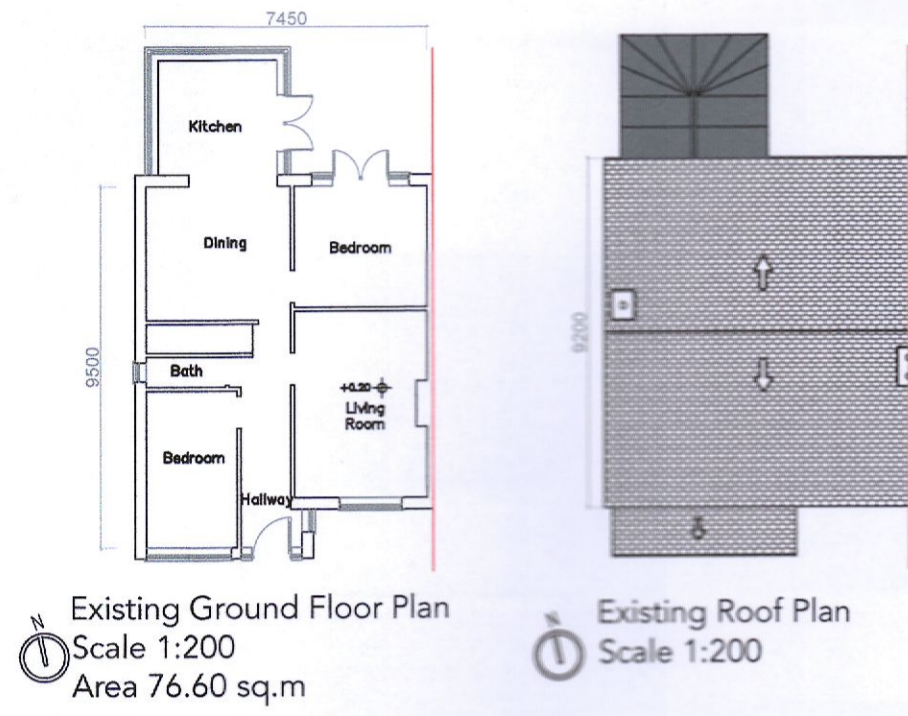 7450
Kitchen
Dining
Bedroom
9500
Bath
+0.20
Living
Room
Bedroom
Hallway
N
Existing Ground Floor Plan
Scale 1:200
Area 76.60 sq.m
9200
N
Existing Roof Plan
Scale 1:200